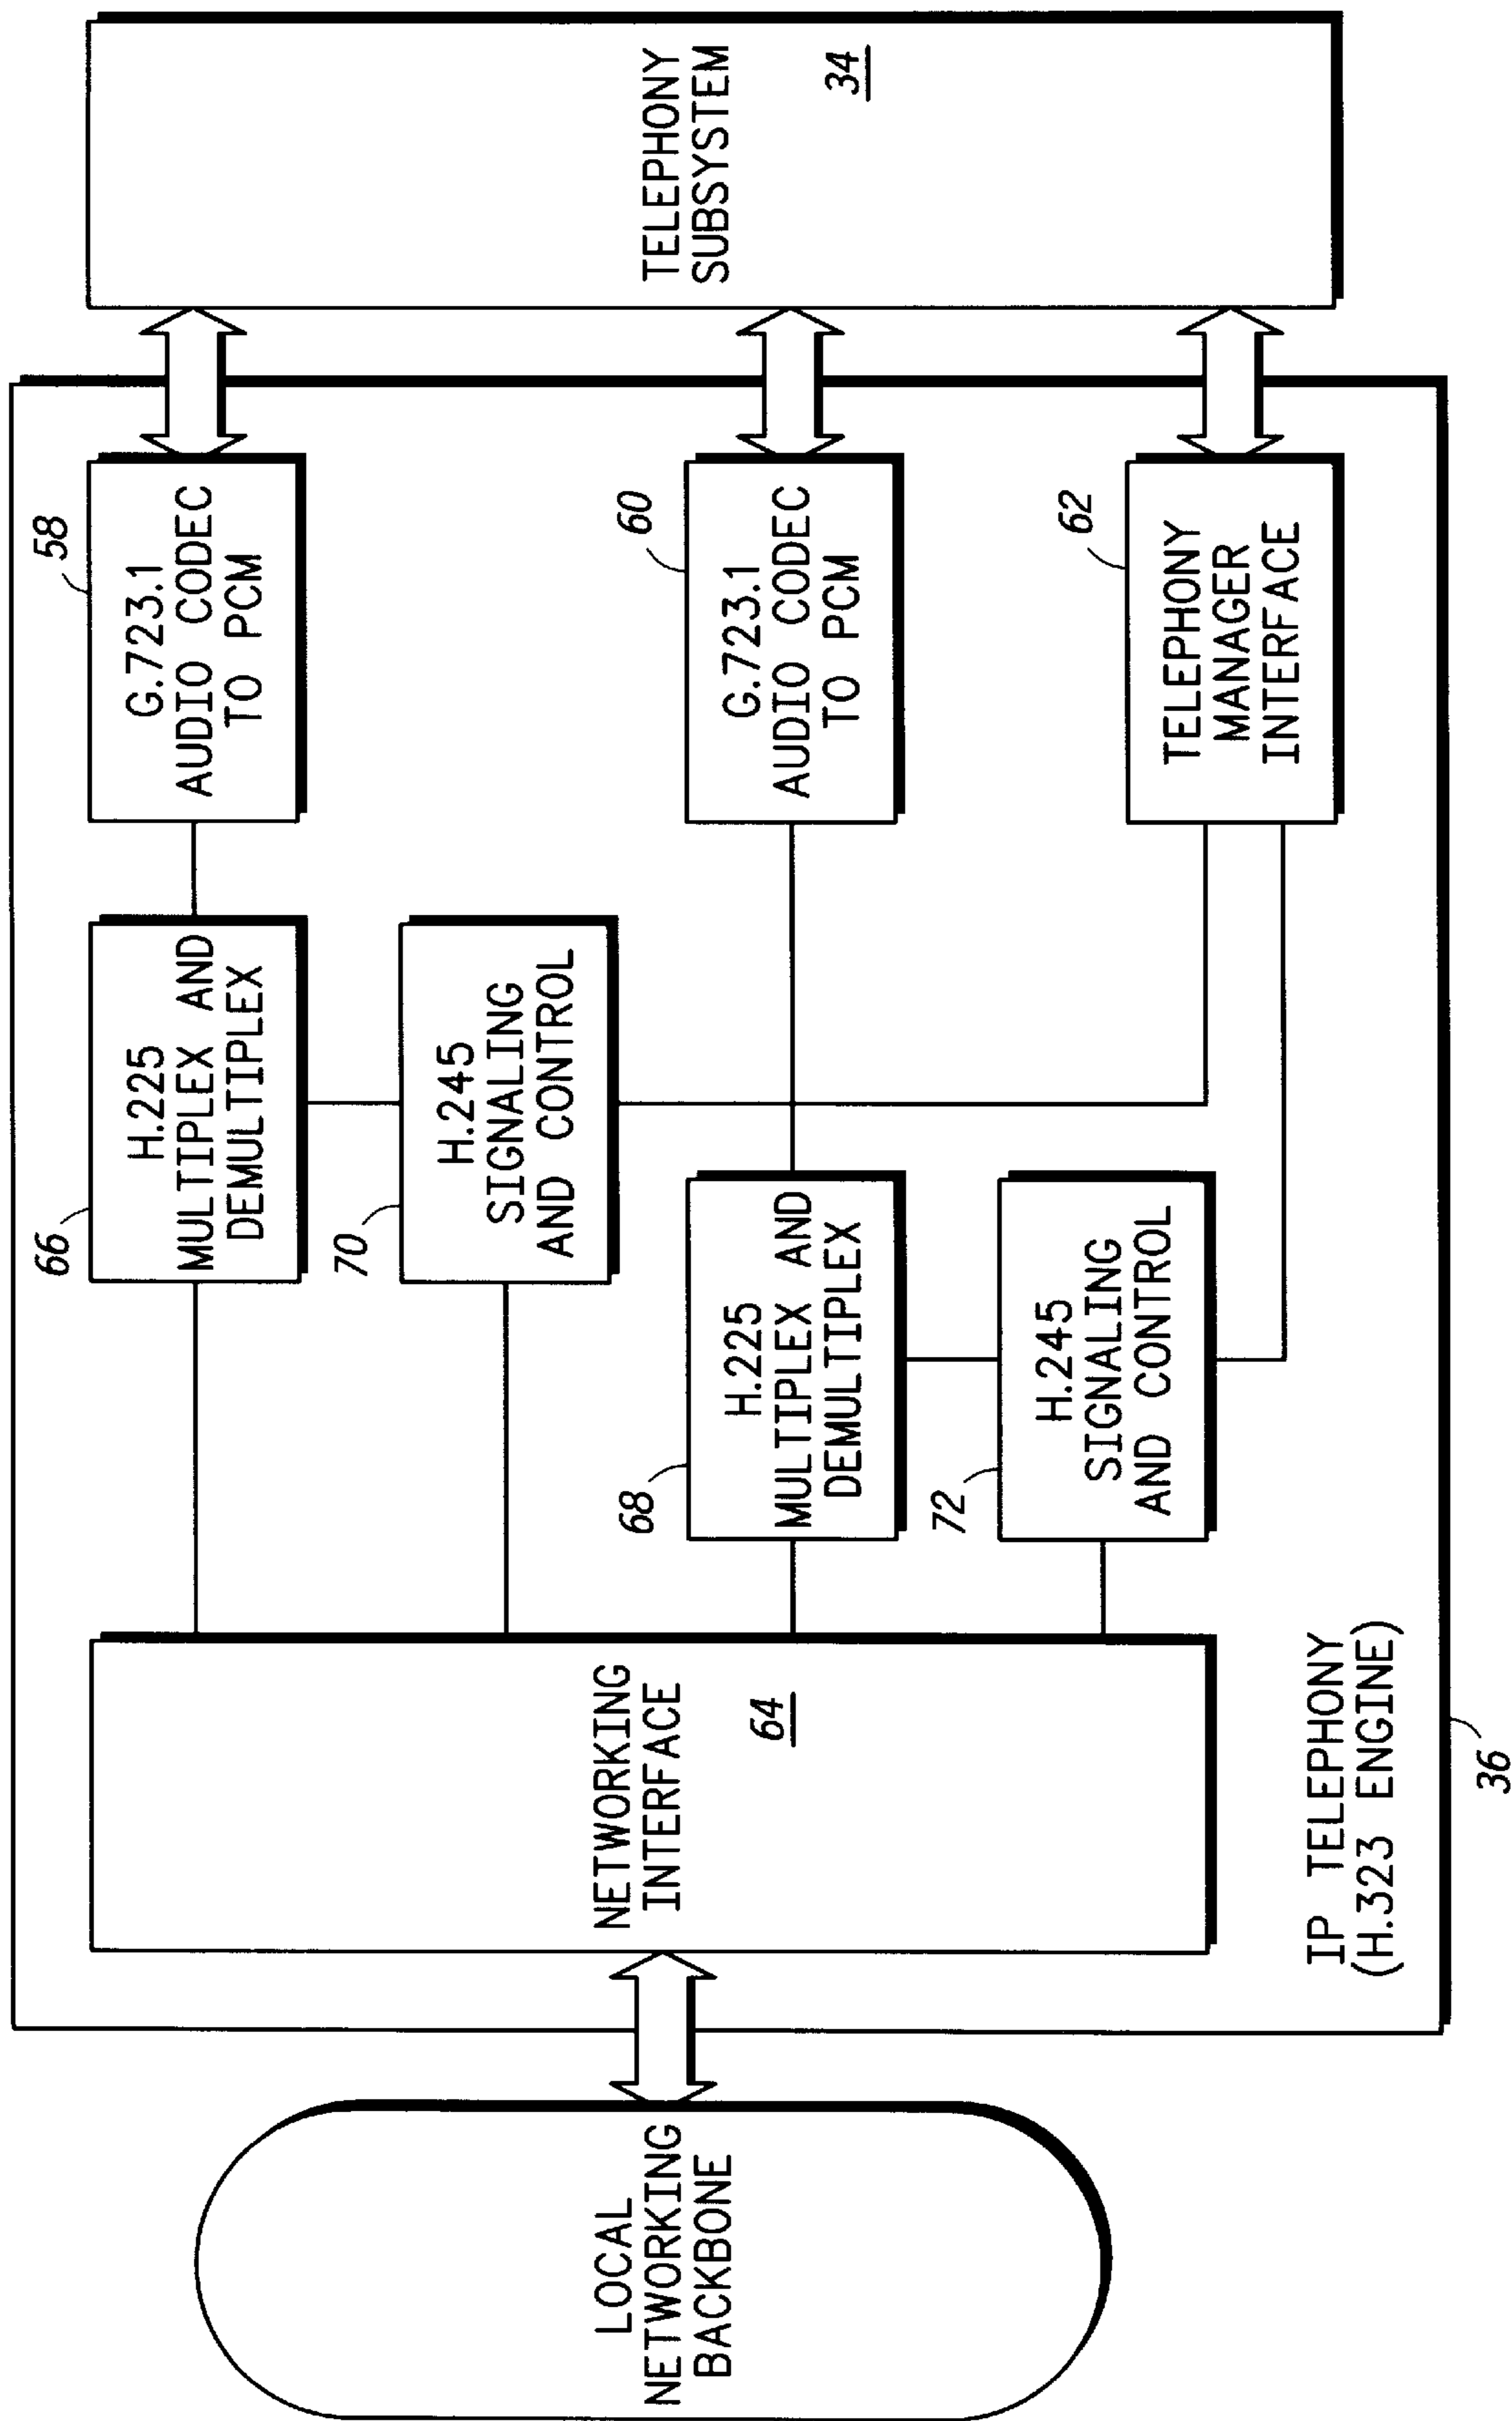 LOCAL
NETWORKING
BACKBONE
NETWORKING
INTERFACE
64
66
H.225
MULTIPLEX AND
DEMULTIPLEX
70
H.245
SIGNALING
AND CONTROL
68
H.225
MULTIPLEX AND
DEMULTIPLEX
72
H.245
SIGNALING
AND CONTROL
58
G.723.1
AUDIO CODEC
TO PCM
60
G.723.1
AUDIO CODEC
TO PCM
62
TELEPHONY
MANAGER
INTERFACE
TELEPHONY
SUBSYSTEM
34
IP TELEPHONY
(H.323 ENGINE)
36